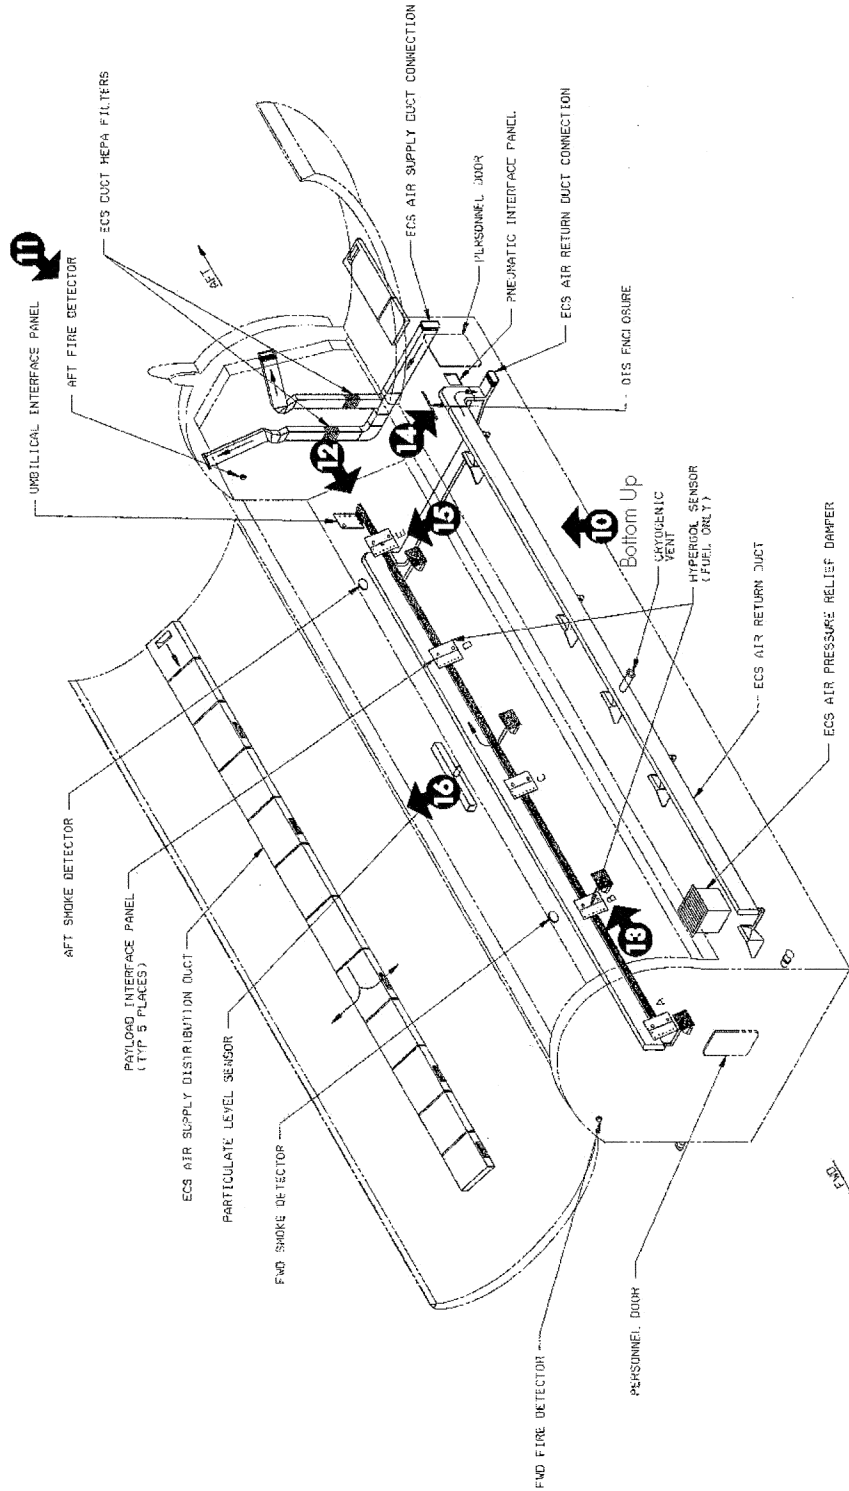 UMBILICAL INTERFACE PANEL
11
AFT FIRE DETECTOR
ECS DUCT HEPA FILTERS
AFT
ECS AIR SUPPLY DUCT CONNECTION
PERSONNEL DOOR
PNEUMATIC INTERFACE PANEL
ECS AIR RETURN DUCT CONNECTION
DIS ENCLOSURE
12
14
15
E
10
Bottom Up
CRYOGENIC
VENT
HYPERGOL SENSOR
(FUEL ONLY)
ECS AIR RETURN DUCT
ECS AIR PRESSURE RELIEF DAMPER
AFT SMOKE DETECTOR
PAYLOAD INTERFACE PANEL
(TYP 5 PLACES)
ECS AIR SUPPLY DISTRIBUTION DUCT
PARTICULATE LEVEL SENSOR
FWD SMOKE DETECTOR
16
D
C
B
13
A
FWD FIRE DETECTOR
PERSONNEL DOOR
FWD